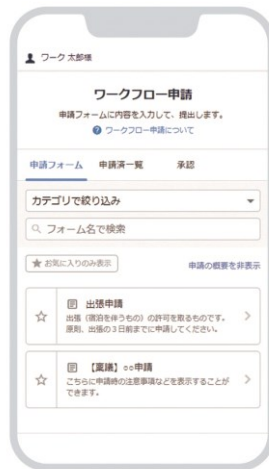 ワーク 太郎様
ワークフロー申請
申請フォームに内容を入力して、提出します。
? ワークフロー申請について
申請フォーム 申請済一覧 承認
カテゴリで絞り込み
フォーム名で検索
★ お気に入りのみ表示 申請の概要を非表示
出張申請
出張（宿泊を伴うもの）の許可を取るものです。
原則、出張の3日前までに申請してください。
【稟議】○○申請
こちらに申請時の注意事項などを表示することが
できます。